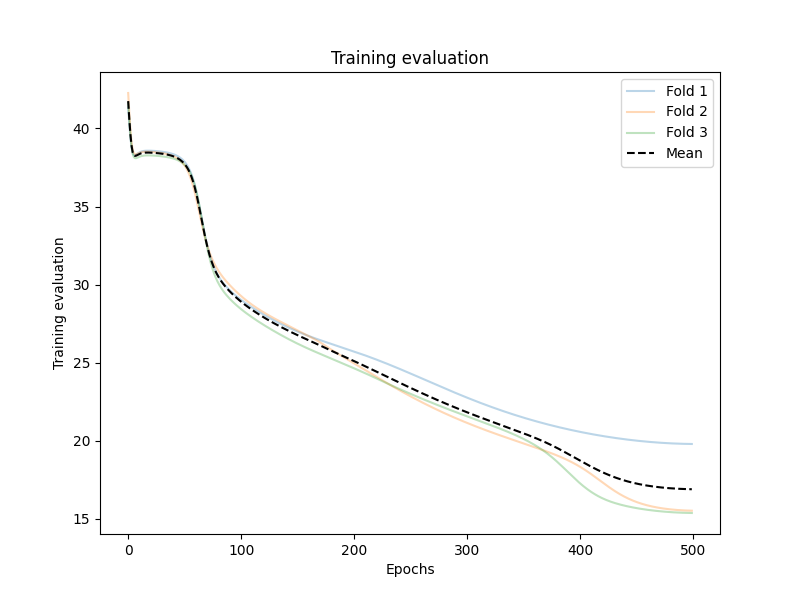 Training evaluation
Fold 1
Fold 2
Fold 3
Mean
Training evaluation
40
35
30
25
20
15
0 100 200 300 400 500
Epochs